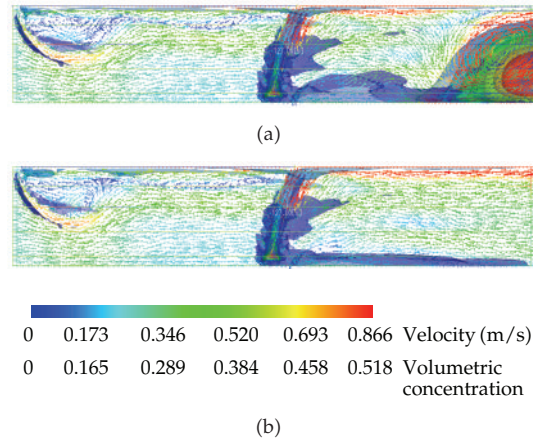 (a)
0 0.173 0.346 0.520 0.693 0.866 Velocity (m/s)
0 0.165 0.289 0.384 0.458 0.518 Volumetric
concentration
(b)